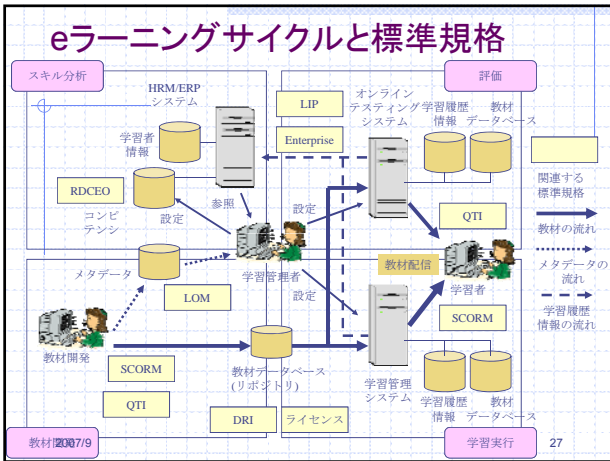 eラーニングサイクルと標準規格
スキル分析
評価
HRM/ERP
システム
LIP
オンライン
テスティング
システム
学習履歴
情報
教材
データベース
学習者
情報
Enterprise
RDCEO
コンピ
テンシ
設定
参照
設定
QTI
関連する
標準規格
教材の流れ
メタデータ
学習管理者
教材配信
学習者
メタデータの
流れ
LOM
設定
SCORM
学習履歴
情報の流れ
教材開発
SCORM
教材データベース
(リポジトリ)
学習管理
システム
学習履歴
情報
教材
データベース
QTI
DRI
ライセンス
教材開発
2007/9
学習実行
27